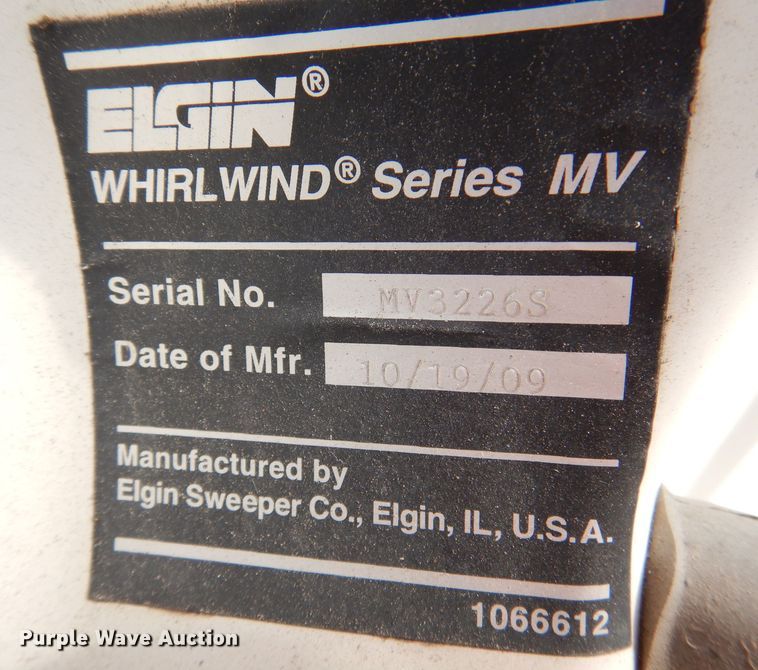 ELGIN®
WHIRLWIND® Series MV
Serial No. MV3226S
Date of Mfr. 10/19/09
Manufactured by
Elgin Sweeper Co., Elgin, IL, U.S.A.
1066612
Purple Wave Auction